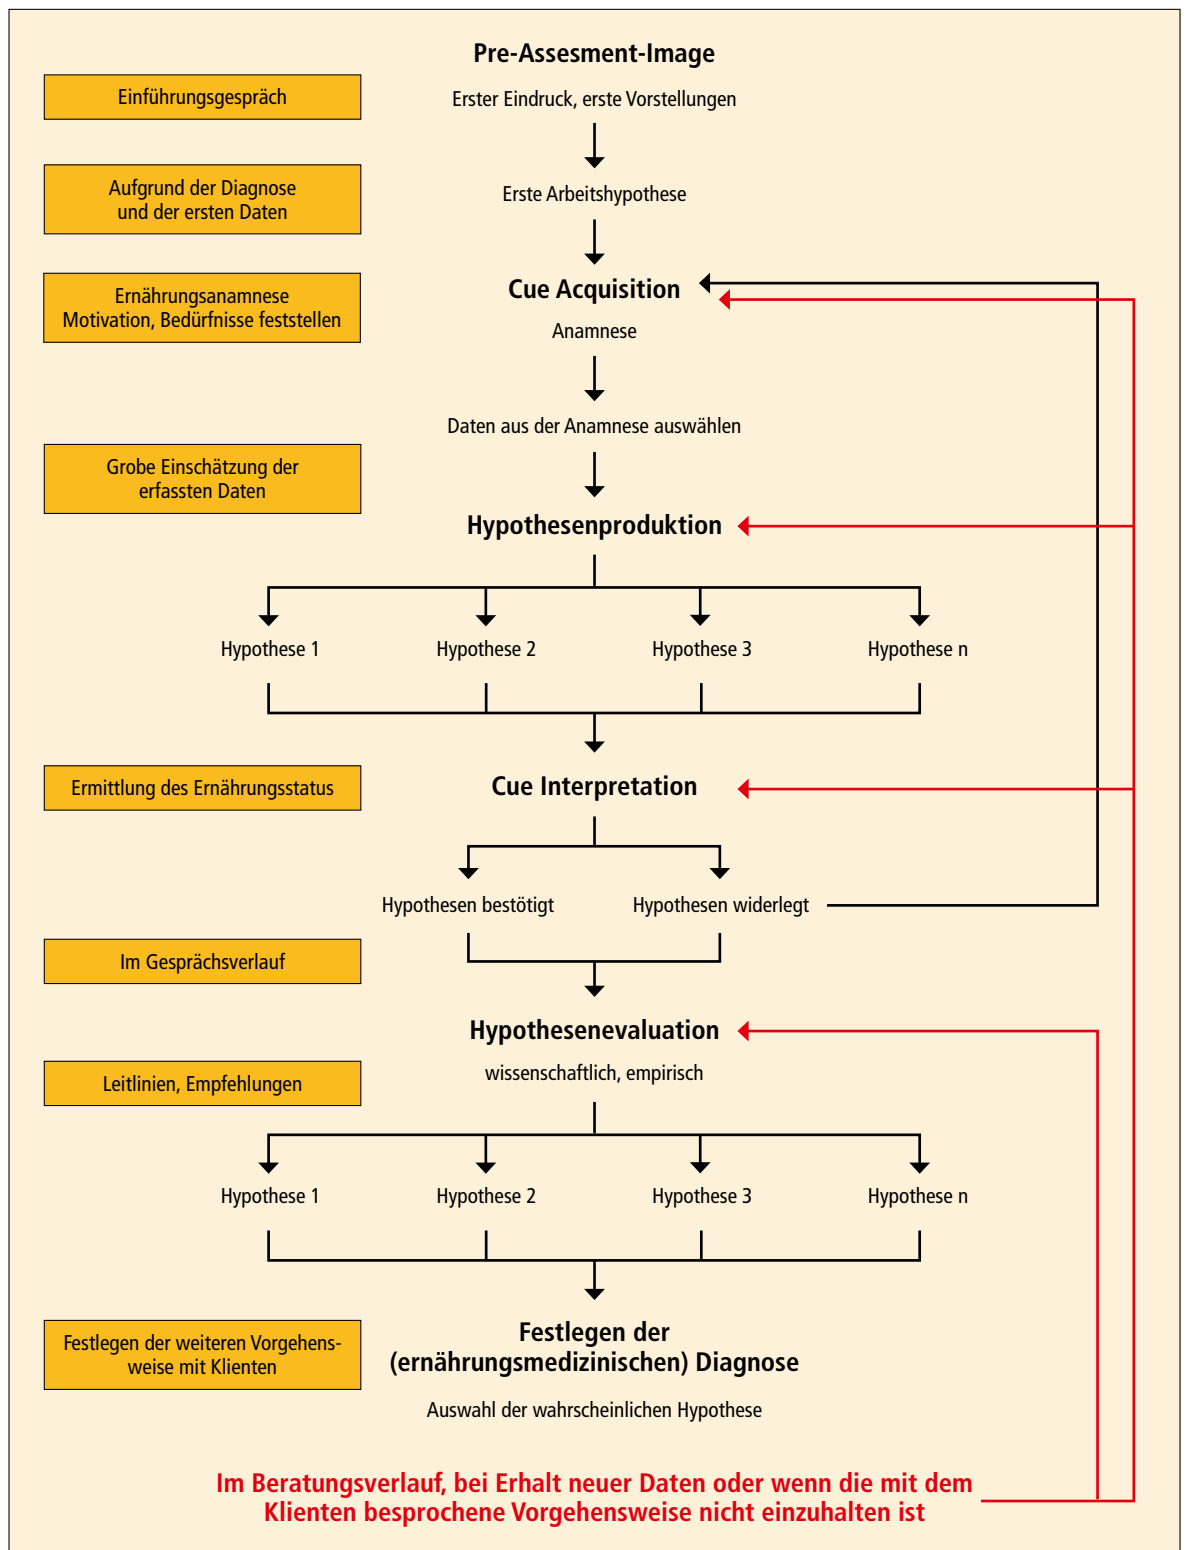 Pre-Assesment-Image
Einführungsgespräch
Erster Eindruck, erste Vorstellungen
Aufgrund der Diagnose
und der ersten Daten
Erste Arbeitshypothese
Ernährungsanamnese
Motivation, Bedürfnisse feststellen
Cue Acquisition
Anamnese
Daten aus der Anamnese auswählen
Grobe Einschätzung der
erfassten Daten
Hypothesenproduktion
Hypothese 1
Hypothese 2
Hypothese 3
Hypothese n
Ermittlung des Ernährungsstatus
Cue Interpretation
Hypothesen bestötigt
Hypothesen widerlegt
Im Gesprächsverlauf
Hypothesenevaluation
Leitlinien, Empfehlungen
wissenschaftlich, empirisch
Hypothese 1
Hypothese 2
Hypothese 3
Hypothese n
Festlegen der weiteren Vorgehens-
weise mit Klienten
Festlegen der
(ernährungsmedizinischen) Diagnose
Auswahl der wahrscheinlichen Hypothese
Im Beratungsverlauf, bei Erhalt neuer Daten oder wenn die mit dem
Klienten besprochene Vorgehensweise nicht einzuhalten ist